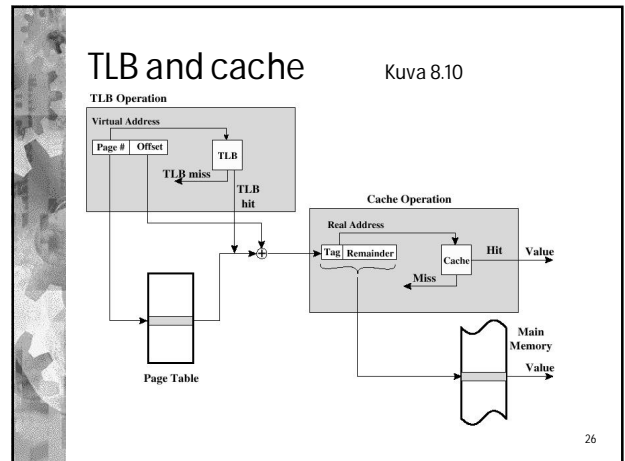 TLB and cache Kuva 8.10
TLB Operation
Virtual Address
Page # Offset
TLB
TLB miss
TLB
hit
Cache Operation
Real Address
Tag Remainder
Cache
Hit
Value
Miss
Main
Memory
Value
Page Table
26